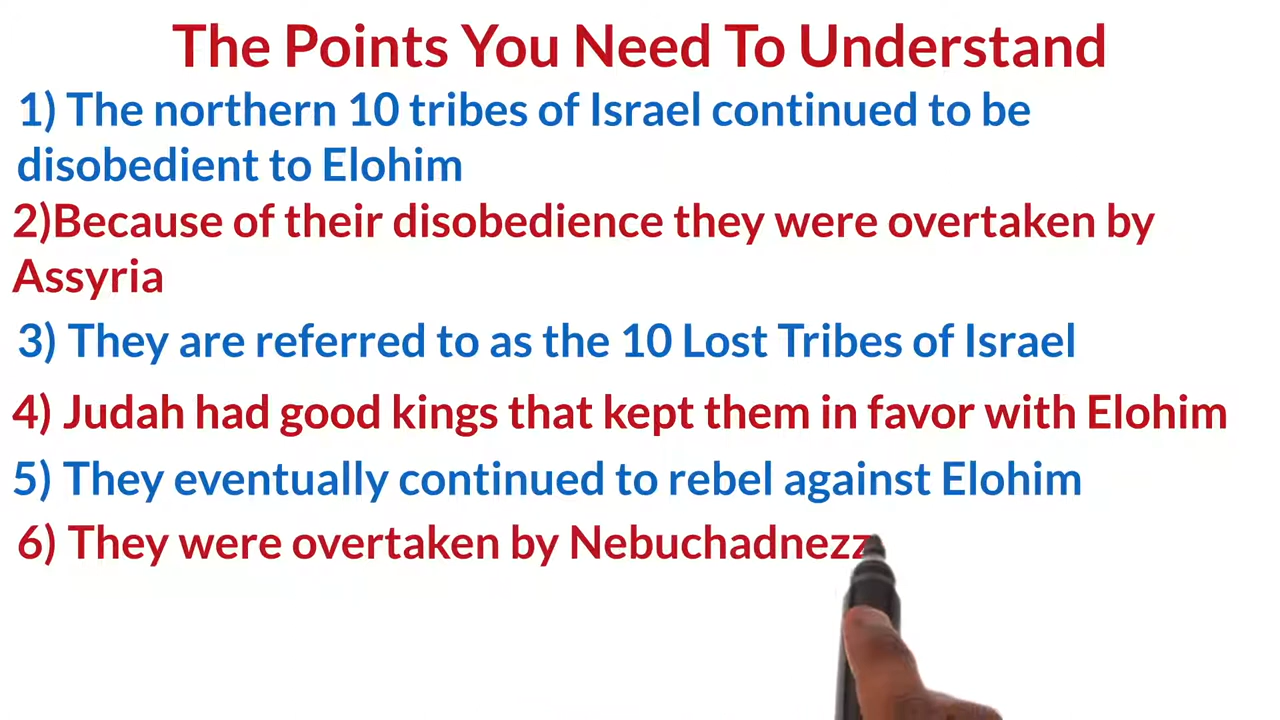 The Points You Need To Understand
1) The northern 10 tribes of Israel continued to be
disobedient to Elohim
2)Because of their disobedience they were overtaken by
Assyria
3) They are referred to as the 10 Lost Tribes of Israel
4) Judah had good kings that kept them in favor with Elohim
5) They eventually continued to rebel against Elohim
6) They were overtaken by Nebuchadnezz